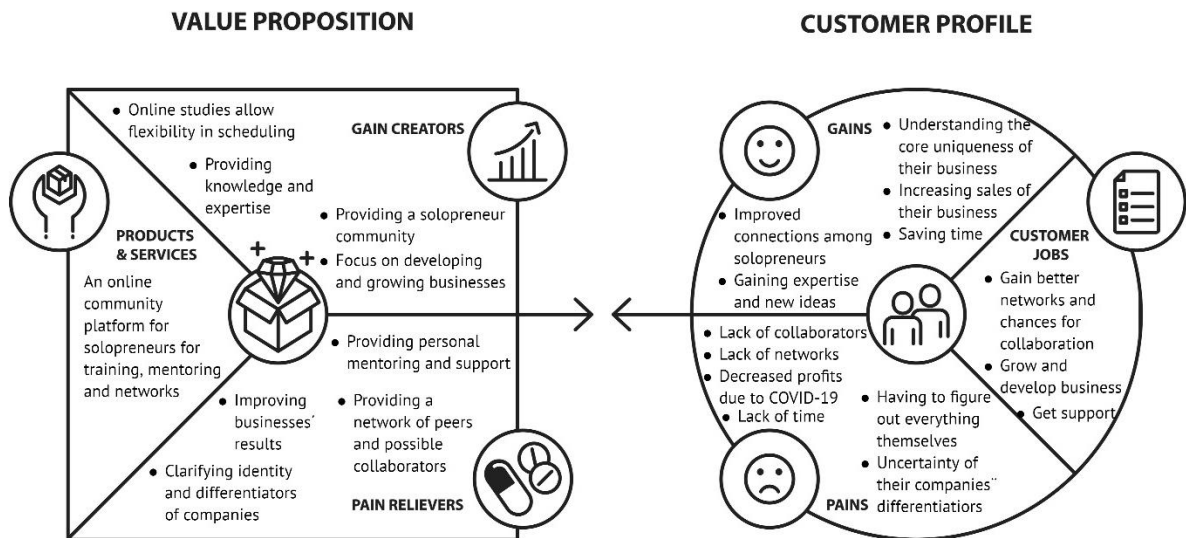 VALUE PROPOSITION
CUSTOMER PROFILE
• Online studies allow
flexibility in scheduling
GAIN CREATORS
• Providing
knowledge and
expertise
• Providing a solopreneur
community
• Focus on developing
and growing businesses
PRODUCTS
& SERVICES
An online
community
platform for
solopreneurs for
training, mentoring
and networks
• Providing personal
mentoring and support
• Improving
businesses´
results
• Providing a
network of peers
and possible
collaborators
• Clarifying identity
and differentiators
of companies
PAIN RELIEVERS
GAINS
• Understanding the
core uniqueness of
their business
• Increasing sales of
their business
• Saving time
• Improved
connections among
solopreneurs
• Gaining expertise
and new ideas
CUSTOMER
JOBS
• Gain better
networks and
chances for
collaboration
• Grow and
develop business
• Get support
• Lack of collaborators
• Lack of networks
• Decreased profits
due to COVID-19
• Lack of time
• Having to figure
out everything
themselves
• Uncertainty of
their companies¨
differentiatiors
PAINS